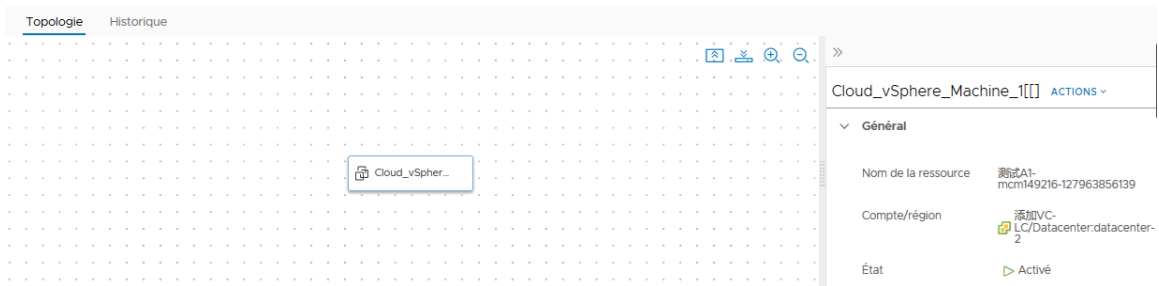 Topologie
Historique
Cloud_vSphere_Machine_1[[] ACTIONS
Général
Cloud_vSpher...
Nom de la ressource
测试A1-
mcm149216-127963856139
Compte/région
添加VC-
LC/Datacenter:datacenter-
2
État
Activé